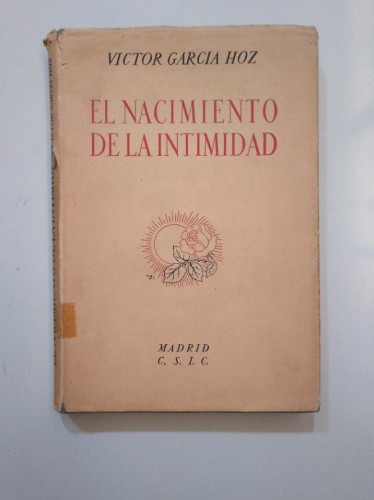 VICTOR GARCIA HOZ
EL NACIMIENTO
DE LA INTIMIDAD
MADRID
C. S. I. C.